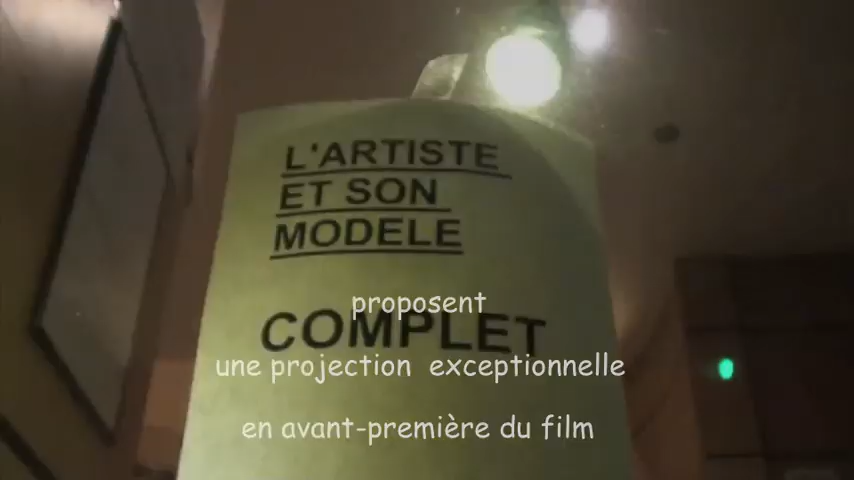 L'ARTISTE
ET SON
MODELE
proposent
COMPLET
une projection exceptionnelle
en avant-première du film